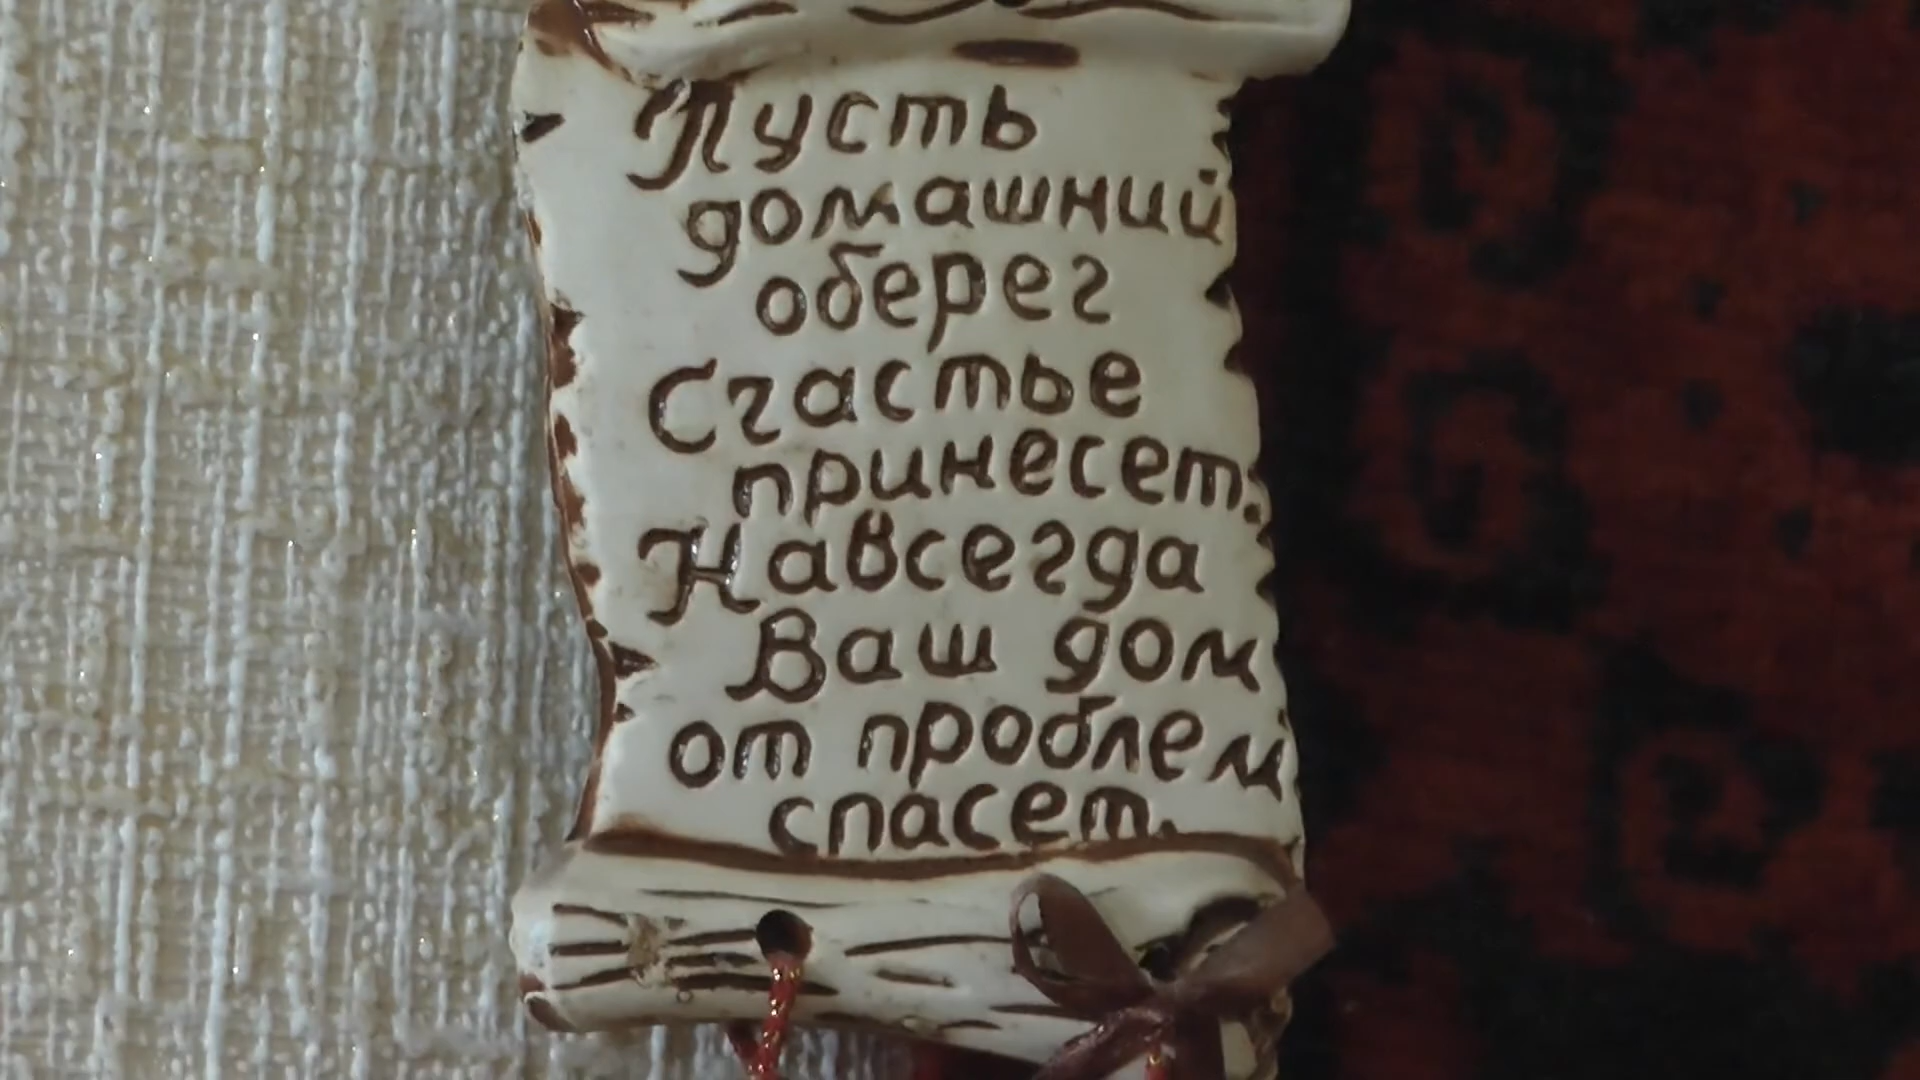 Пусть
домашний
оберег
Счастье
принесет.
Навсегда
Ваш дом
от проблем
спасет.